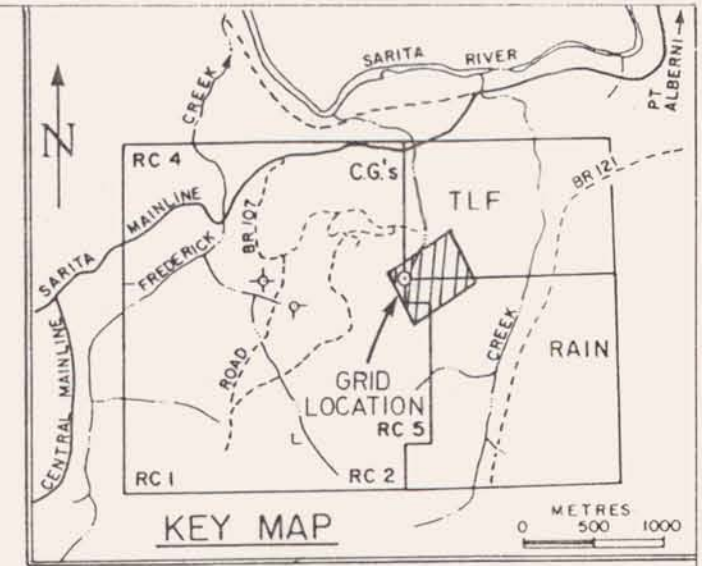 PT ALBERNI
SARITA RIVER
CREEK
N
RC 4
C.G.'s
TLF
BR 121
SARITA MAINLINE
FREDERICK
BR 107
ROAD
CREEK
RAIN
GRID
LOCATION
RC 5
CENTRAL MAINLINE
L
RC 1
RC 2
KEY MAP
METRES
0 500 1000